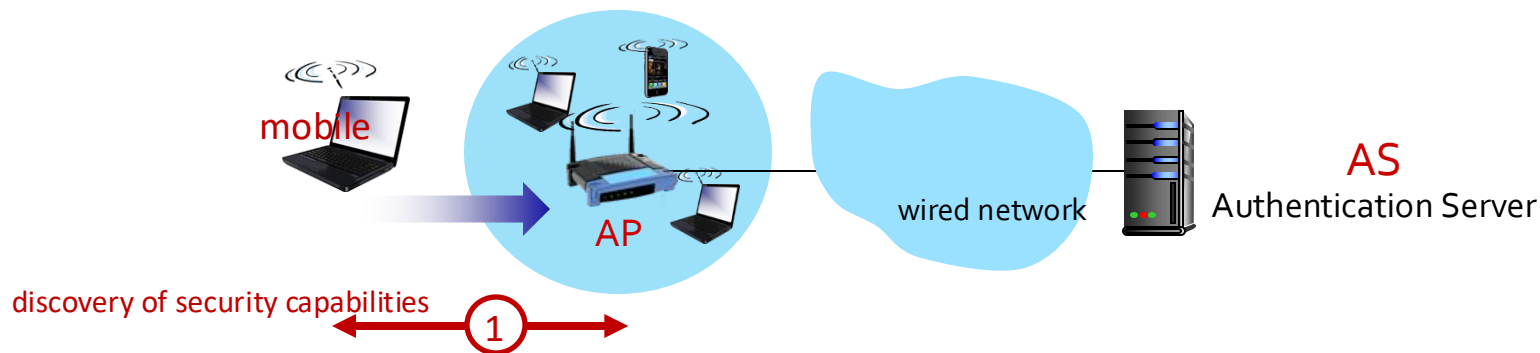 mobile
AP
wired network
AS
Authentication Server
discovery of security capabilities
1